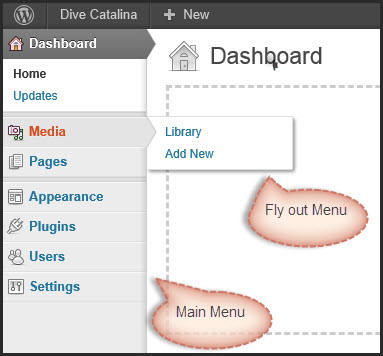 Dive Catalina + New
Dashboard
Dashboard
Home
Updates
Media
Library
Add New
Pages
Appearance
Plugins
Users
Settings
Fly out Menu
Main Menu